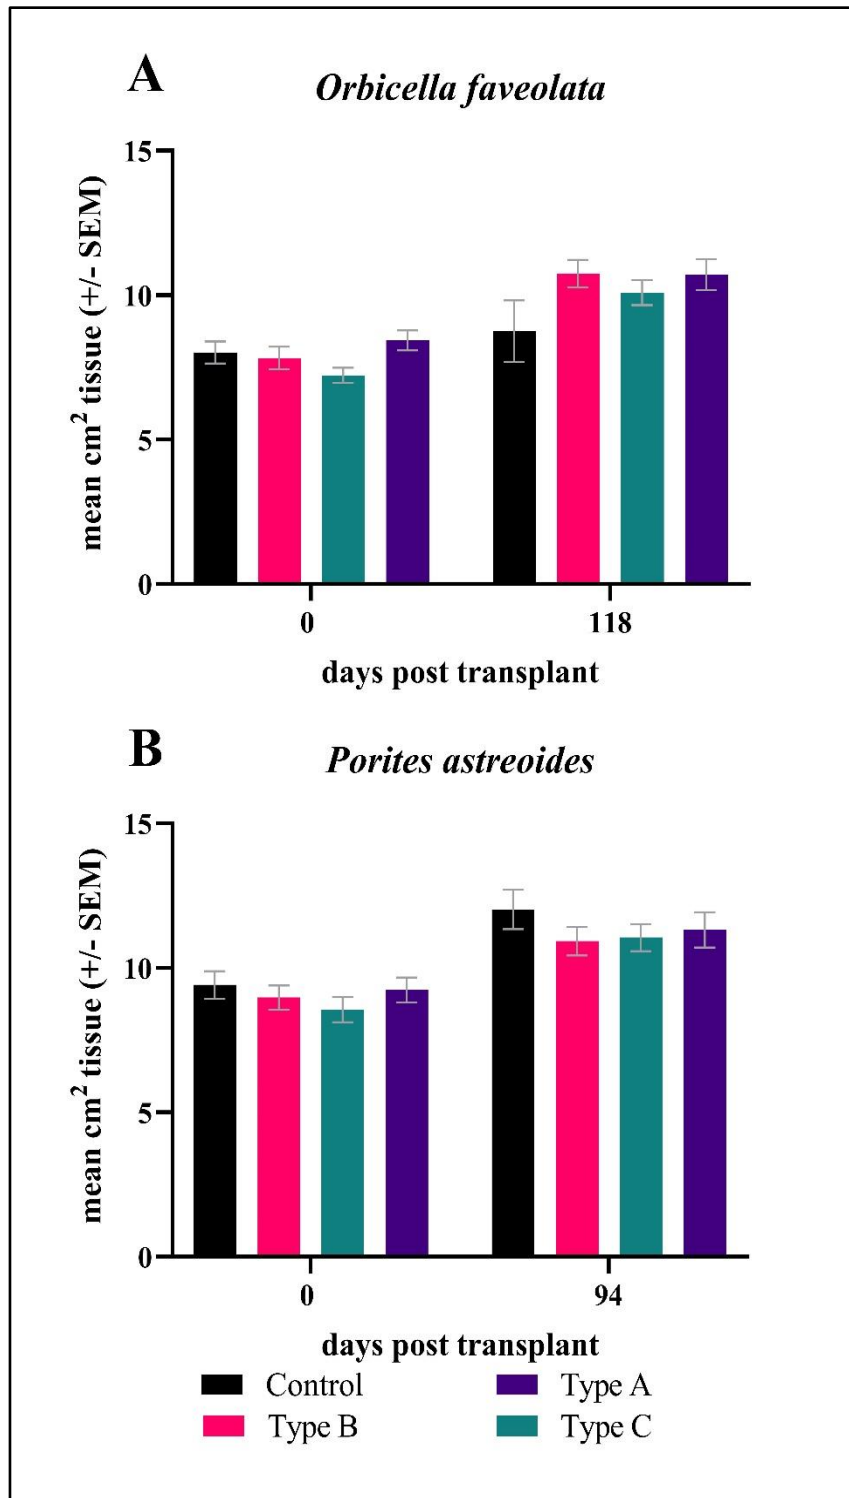 A
Orbicella faveolata
mean cm² tissue (+/- SEM)
15
10
5
0
0 118
days post transplant
B
Porites astreoides
mean cm² tissue (+/- SEM)
15
10
5
0
0 94
days post transplant
Control Type A
Type B Type C